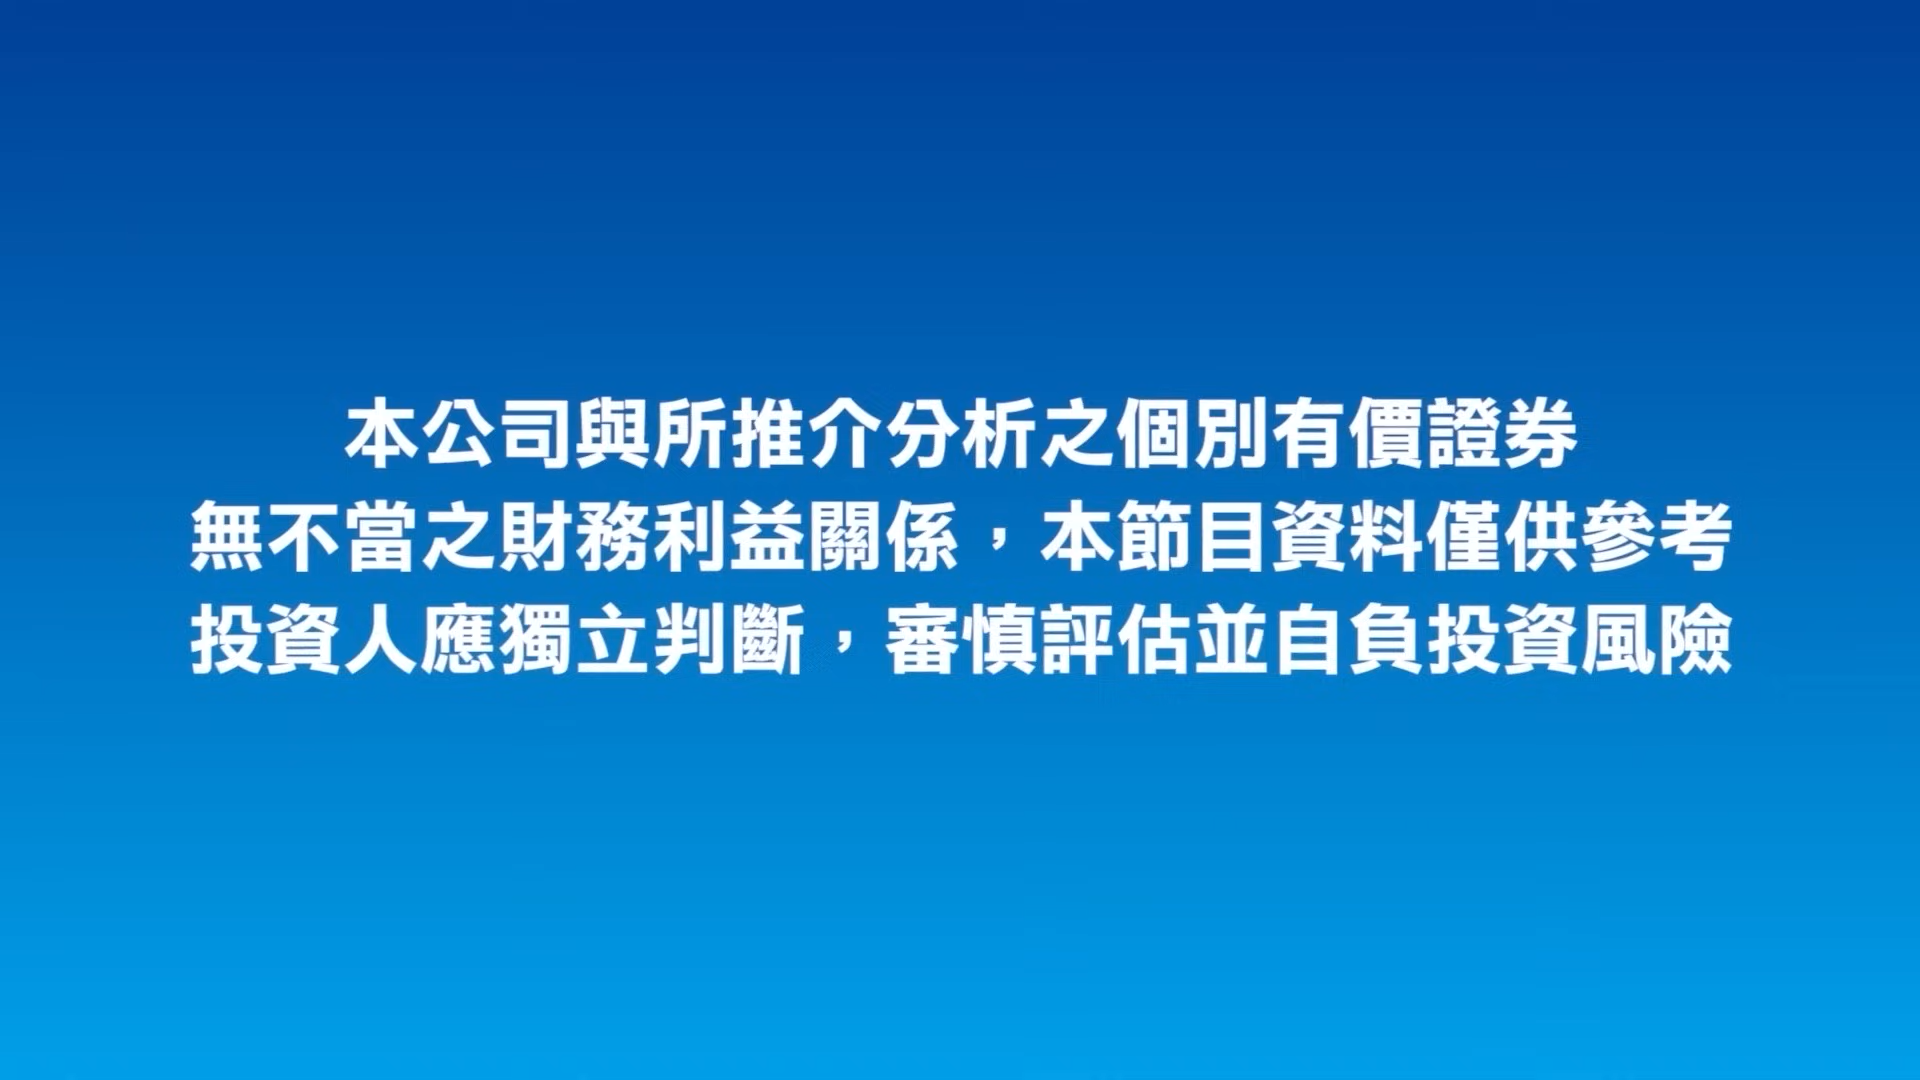 本公司與所推介分析之個別有價證券
無不當之財務利益關係，本節目資料僅供參考
投資人應獨立判斷，審慎評估並自負投資風險